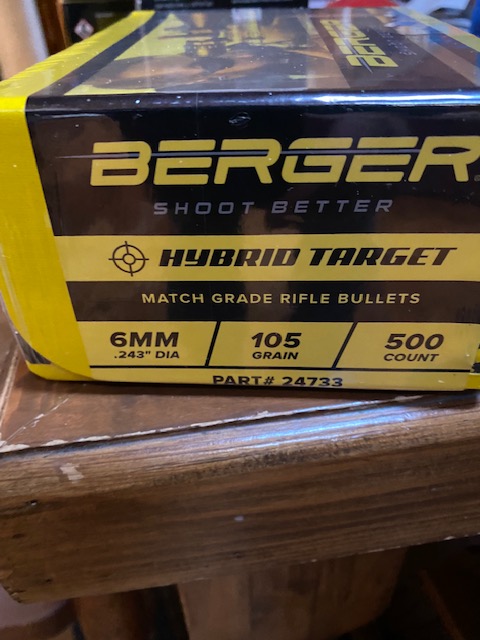 BERGER
SHOOT BETTER
HYBRID TARGET
MATCH GRADE RIFLE BULLETS
6MM 105 500
.243" DIA GRAIN COUNT
PART# 24733